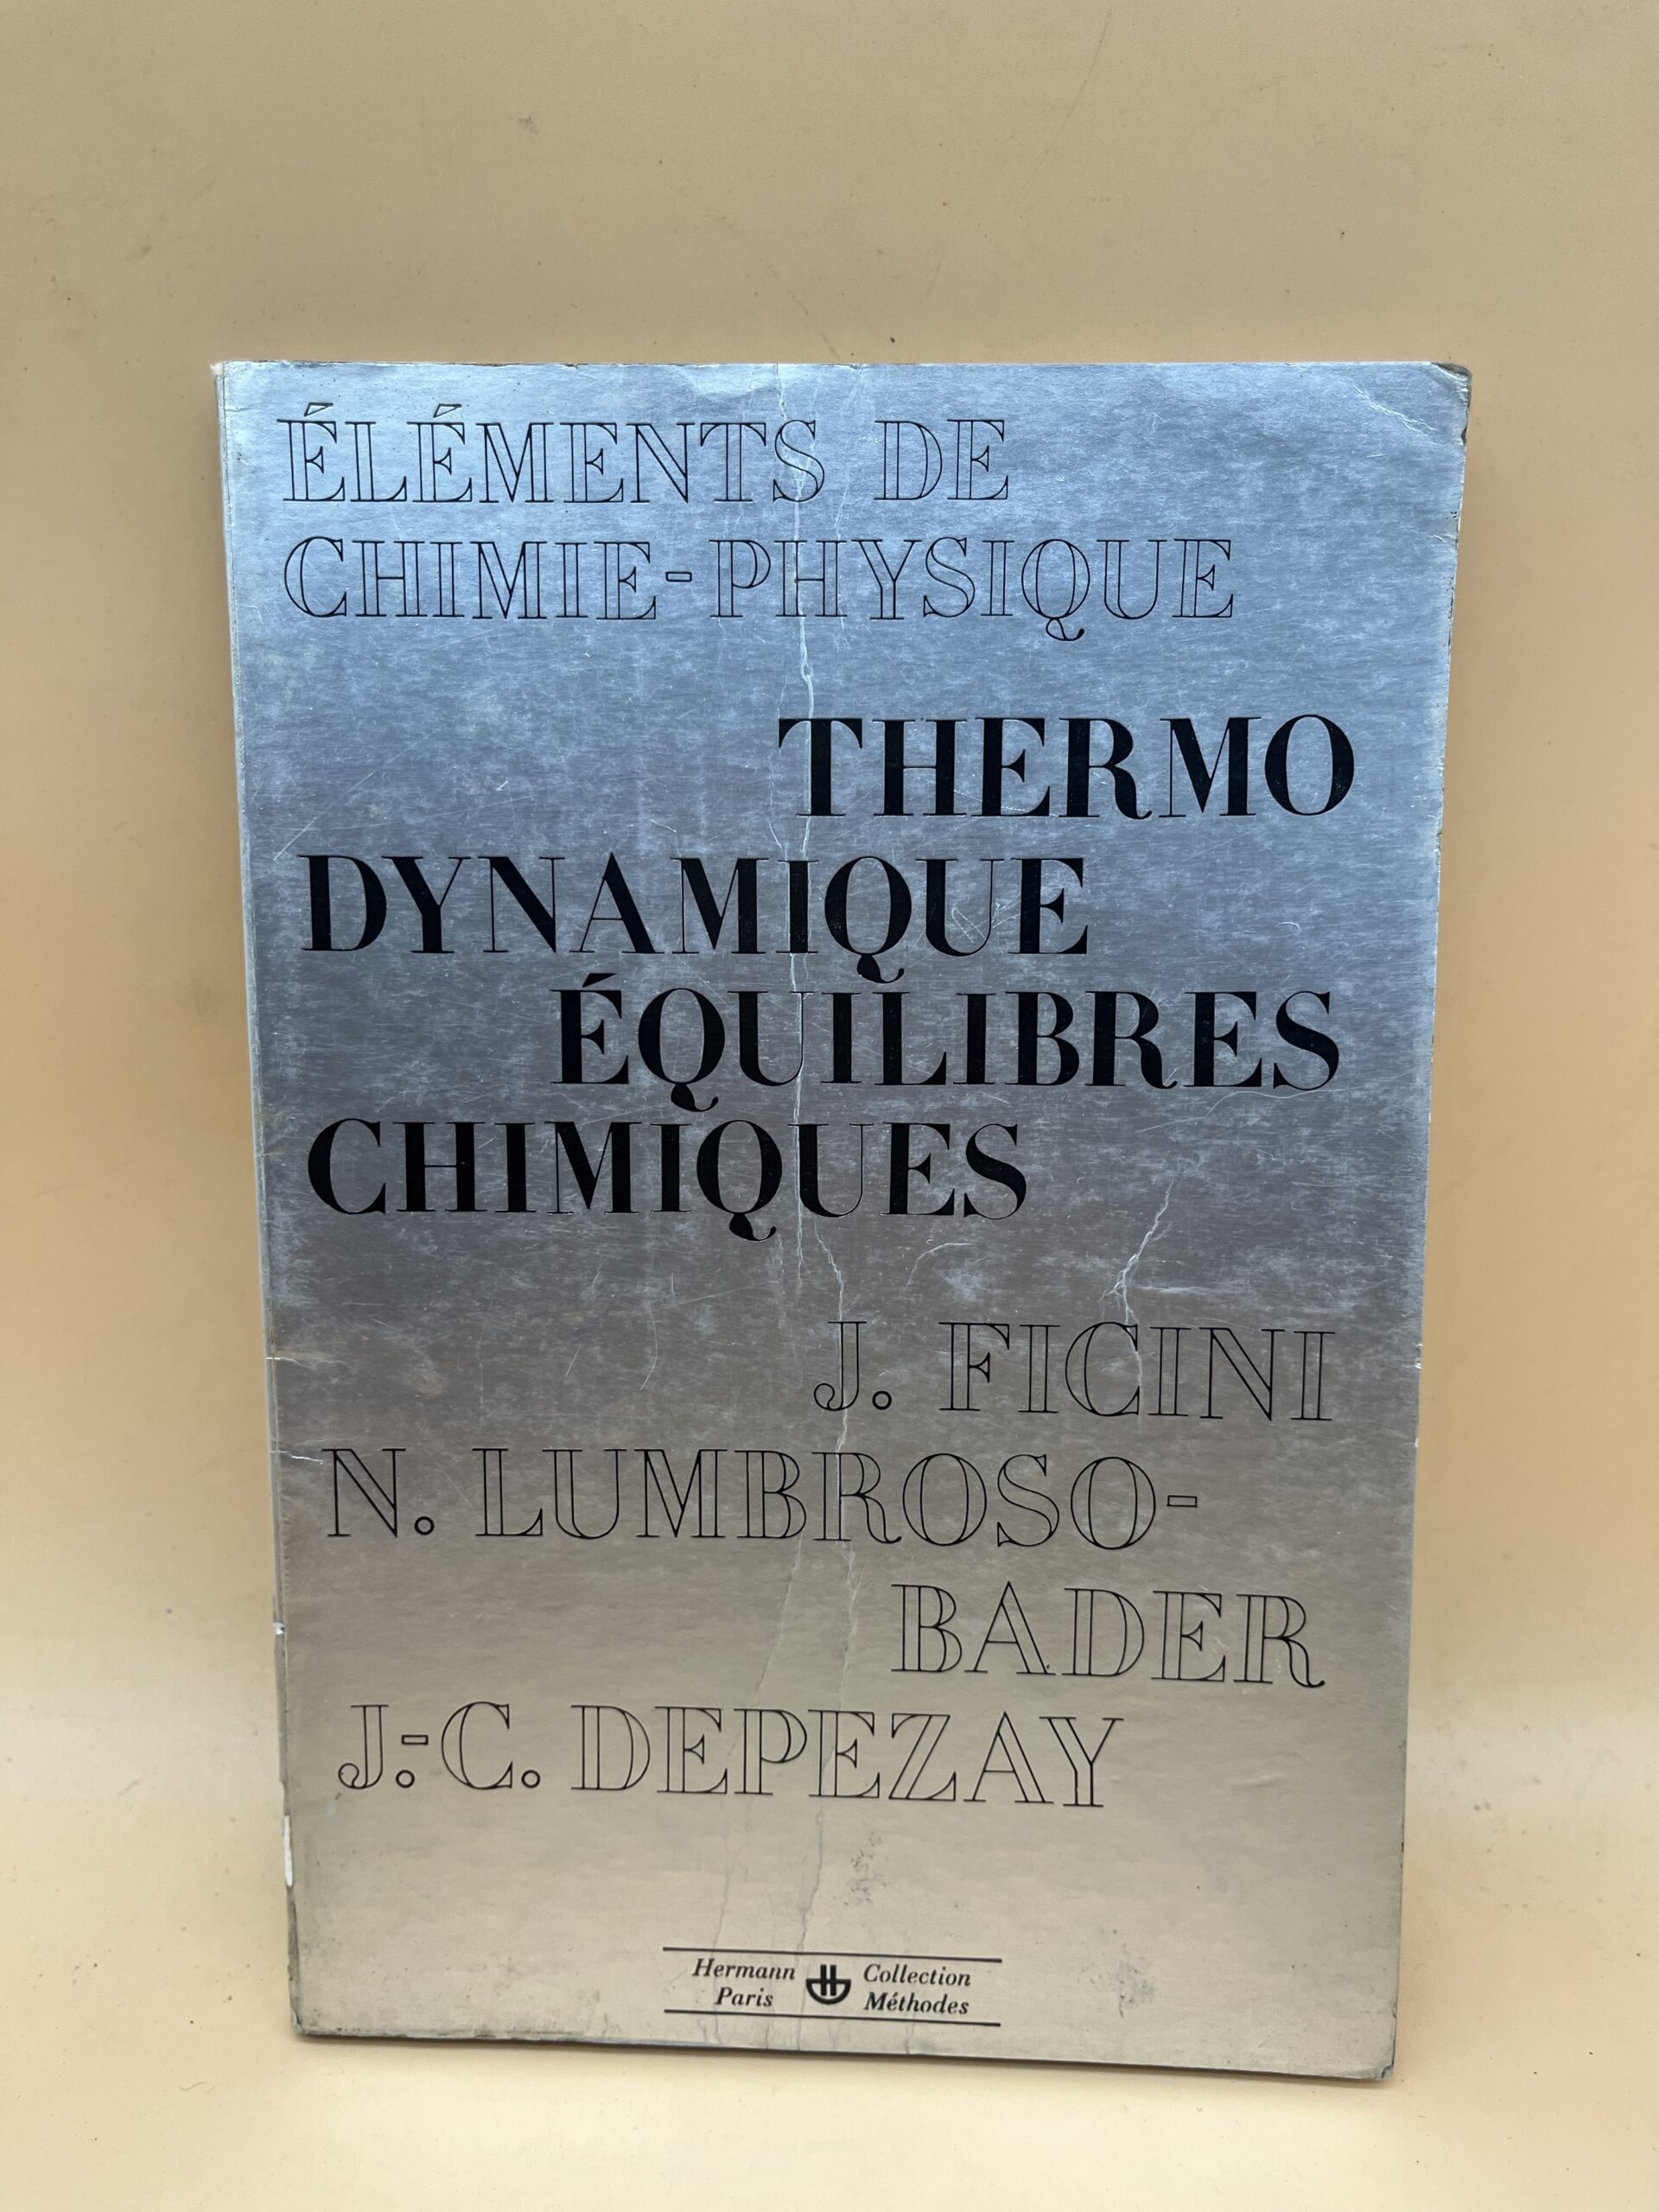 ÉLÉMENTS DE
CHIMIE-PHYSIQUE
THERMO
DYNAMIQUE
ÉQUILIBRES
CHIMIQUES
J. FICINI
N. LUMBROSO-
BADER
J.-C. DEPEZAY
Hermann
Paris
Collection
Méthodes